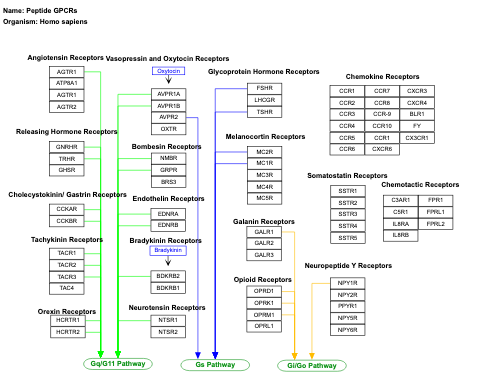 Name: Peptide GPCRs
Organism: Homo sapiens
Angiotensin Receptors
AGTR1
ATP8A1
AGTR1
AGTR2
Releasing Hormone Receptors
GNRHR
TRHR
GHSR
Cholecystokinin/ Gastrin Receptors
CCKAR
CCKBR
Tachykinin Receptors
TACR1
TACR2
TACR3
TAC4
Orexin Receptors
HCRTR1
HCRTR2
Vasopressin and Oxytocin Receptors
Oxytocin
AVPR1A
AVPR1B
AVPR2
OXTR
Bombesin Receptors
NMBR
GRPR
BRS3
Endothelin Receptors
EDNRA
EDNRB
Bradykinin Receptors
Bradykinin
BDKRB2
BDKRB1
Neurotensin Receptors
NTSR1
NTSR2
Glycoprotein Hormone Receptors
FSHR
LHCGR
TSHR
Melanocortin Receptors
MC2R
MC1R
MC3R
MC4R
MC5R
Galanin Receptors
GALR1
GALR2
GALR3
Opioid Receptors
OPRD1
OPRK1
OPRM1
OPRL1
Chemokine Receptors
CCR1 CCR7 CXCR3
CCR2 CCR8 CXCR4
CCR3 CCR-9 BLR1
CCR4 CCR10 FY
CCR5 XCR1 CX3CR1
CCR6 CXCR6
Somatostatin Receptors
SSTR1
SSTR2
SSTR3
SSTR4
SSTR5
Chemotactic Receptors
C3AR1 FPR1
C5R1 FPRL1
IL8RA FPRL2
IL8RB
Neuropeptide Y Receptors
NPY1R
NPY2R
PPYR1
NPY5R
NPY6R
Gq/G11 Pathway
Gs Pathway
Gi/Go Pathway